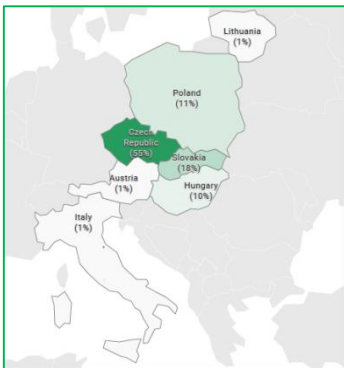 Lithuania
(1%)
Poland
(11%)
Czech
Republic
(55%)
Slovakia
(18%)
Austria
(1%)
Hungary
(10%)
Italy
(1%)